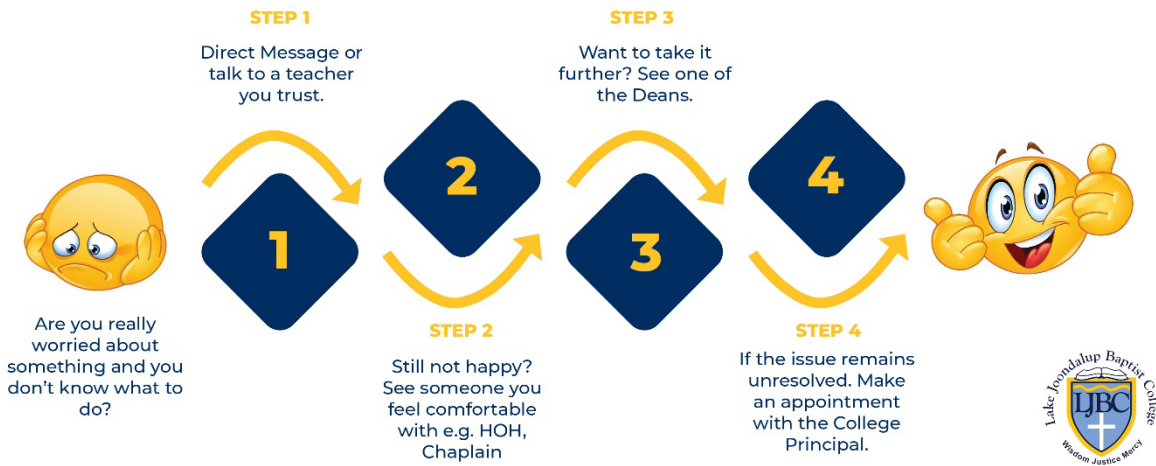 Are you really
worried about
something and you
don't know what to
do?
STEP 1
Direct Message or
talk to a teacher
you trust.
1
2
STEP 2
Still not happy?
See someone you
feel comfortable
with e.g. HOH,
Chaplain
STEP 3
Want to take it
further? See one of
the Deans.
3
4
STEP 4
If the issue remains
unresolved. Make
an appointment
with the College
Principal.
Lake Joondalup Baptist College
LJBC
Wisdom Justice Mercy